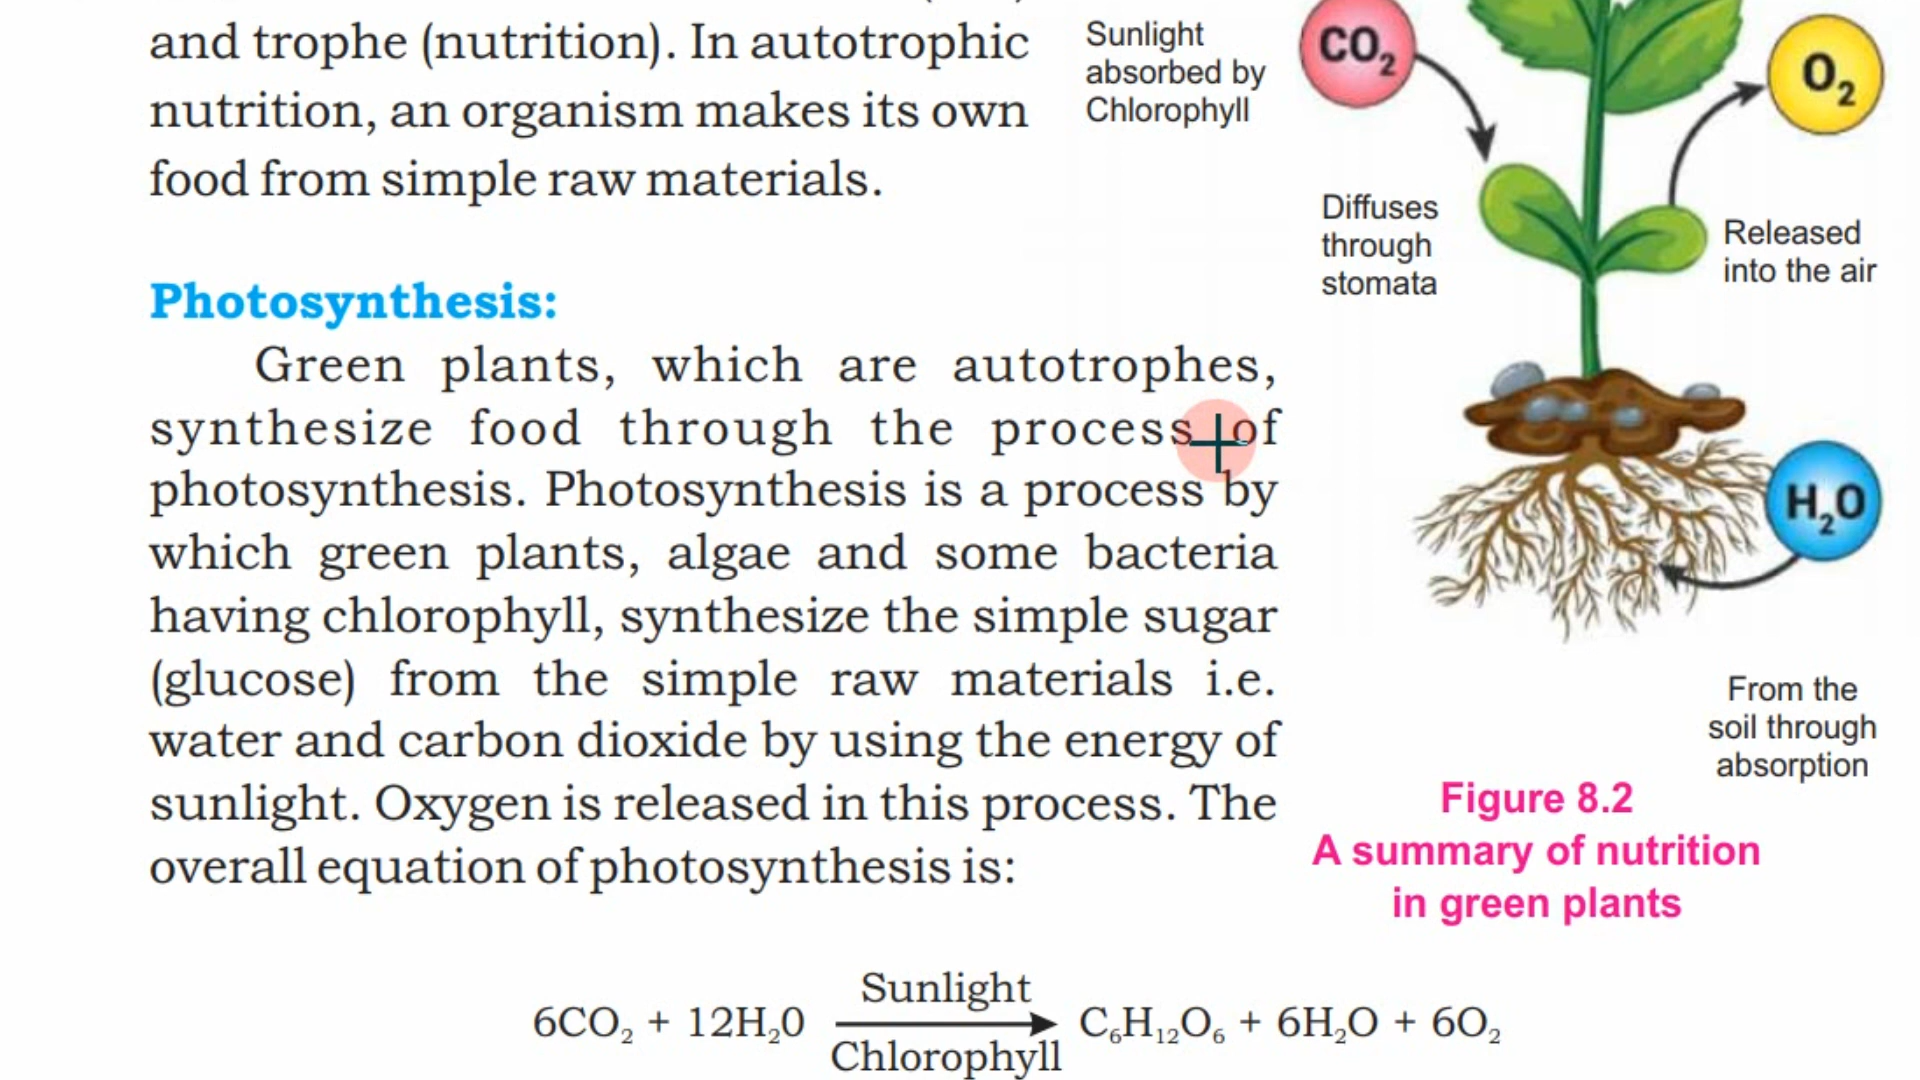 and trophe (nutrition). In autotrophic
nutrition, an organism makes its own
food from simple raw materials.
Sunlight
absorbed by
Chlorophyll
CO₂
O₂
Diffuses
through
stomata
Released
into the air
H₂O
From the
soil through
absorption
Figure 8.2
A summary of nutrition
in green plants
Photosynthesis:
Green plants, which are autotrophes,
synthesize food through the process of
photosynthesis. Photosynthesis is a process by
which green plants, algae and some bacteria
having chlorophyll, synthesize the simple sugar
(glucose) from the simple raw materials i.e.
water and carbon dioxide by using the energy of
sunlight. Oxygen is released in this process. The
overall equation of photosynthesis is:
Sunlight
6CO₂ + 12H₂0 → C₆H₁₂O₆ + 6H₂O + 6O₂
Chlorophyll